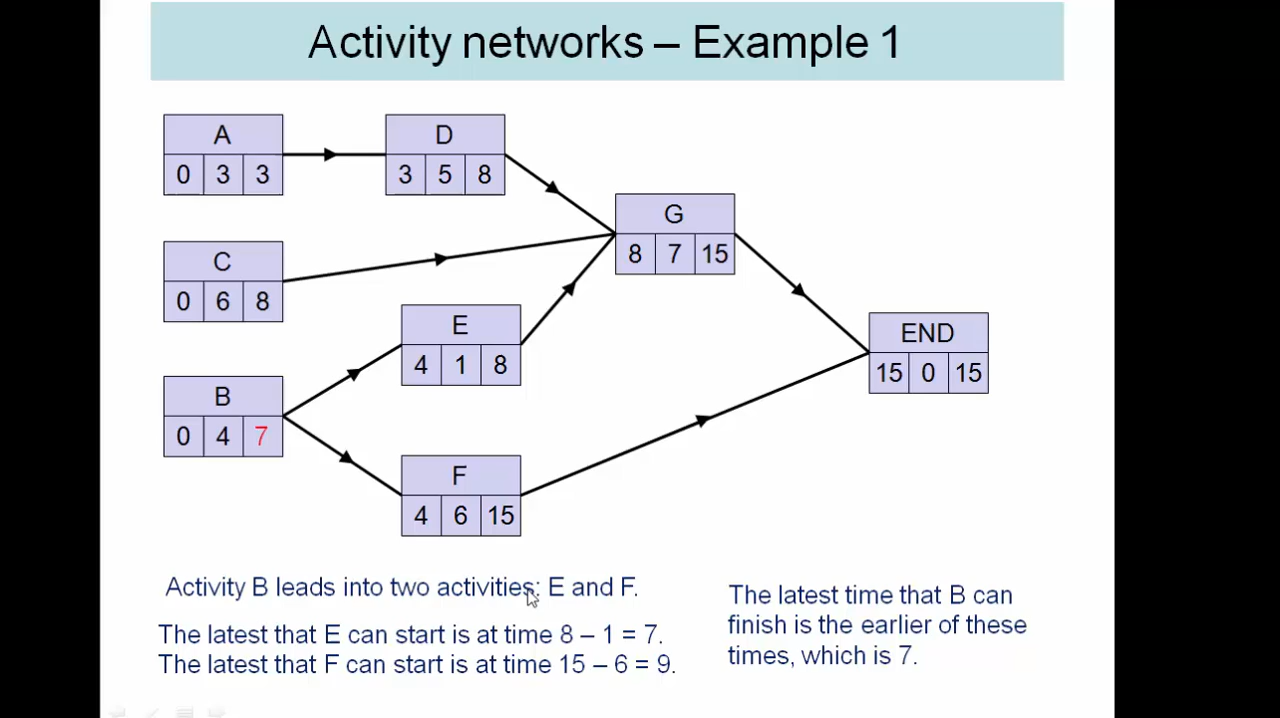 Activity networks – Example 1
A
0 3 3
D
3 5 8
G
8 7 15
C
0 6 8
E
4 1 8
END
15 0 15
B
0 4 7
F
4 6 15
Activity B leads into two activities: E and F.
The latest that E can start is at time 8 – 1 = 7.
The latest that F can start is at time 15 – 6 = 9.
The latest time that B can
finish is the earlier of these
times, which is 7.